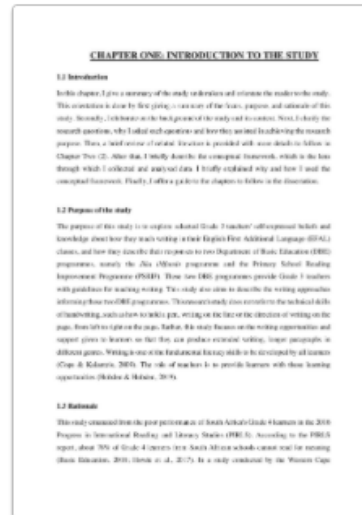 CHAPTER ONE: INTRODUCTION TO THE STUDY
1.1 Introduction
In this chapter, I give a summary of the study undertaken and orientate the reader to the study.
This orientation is done by first giving a summary of the focus, purpose, and rationale of this
study. Secondly, I elaborate on the background of the study and its context. Next, I clarify the
research questions, why I asked such questions and how they assisted in achieving the research
purpose. Then, a brief review of related literature is provided with more details to follow in
Chapter Two (2). After that, I briefly describe the conceptual framework, which is the lens
through which I collected and analysed data. I briefly explained why and how I used the
conceptual framework. Finally, I offer a guide to the chapters to follow in the dissertation.
1.2 Purpose of the study
The purpose of this study is to explore selected Grade 3 teachers' self-expressed beliefs and
knowledge about how they teach writing in their English First Additional Language (EFAL)
classes, and how they describe their responses to two Department of Basic Education (DBE)
programmes, namely the programme and the Primary School Reading
Improvement Programme (PSRIP). These two DBE programmes provide Grade 3 teachers
with guidelines for teaching writing. This study also aims to describe the writing approaches
informing these two DBE programmes. This research study does not refer to the technical skills
of handwriting, such as how to hold a pen, writing on the line or the direction of writing on the
page, from left to right on the page. Rather, this study focuses on the writing opportunities and
support given to learners so that they can produce extended writing, longer paragraphs in
different genres. Writing is one of the fundamental literacy skills to be developed by all learners
(Cope & Kalantzis, 2000). The role of teachers is to provide learners with these learning
opportunities
1.3 Rationale
This study emanated from the poor performance of South Africa's Grade 4 learners in the 2016
Progress in International Reading and Literacy Studies (PIRLS). According to the PIRLS
report, about 78% of Grade 4 learners from South African schools cannot read for meaning
(Basic Education, 2016; Howie et al., 2017). In a study conducted by the Western Cape